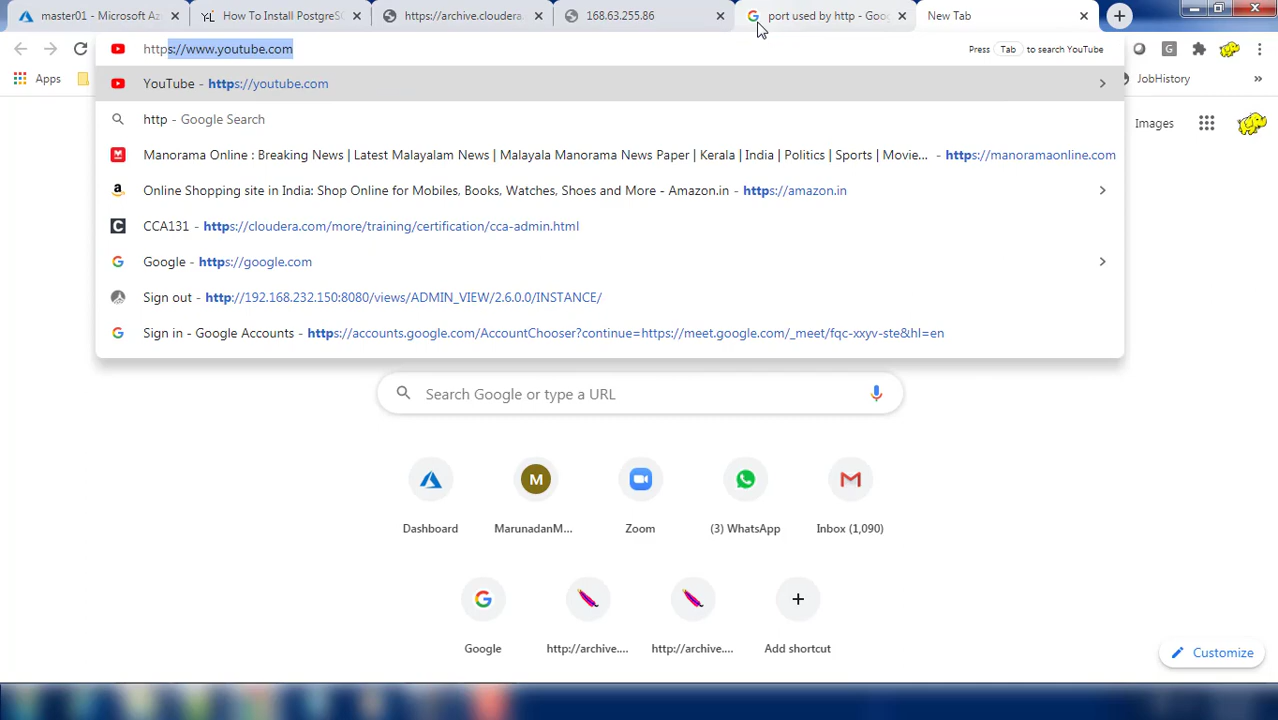 master01 - Microsoft Az
How To Install PostgreSQ
https://archive.cloudera.
168.63.255.86
port used by http - Goog
New Tab
https://www.youtube.com
Press Tab to search YouTube
Apps
JobHistory
»
YouTube - https://youtube.com
http - Google Search
Manorama Online : Breaking News | Latest Malayalam News | Malayala Manorama News Paper | Kerala | India | Politics | Sports | Movie... - https://manoramaonline.com
Online Shopping site in India: Shop Online for Mobiles, Books, Watches, Shoes and More - Amazon.in - https://amazon.in
CCA131 - https://cloudera.com/more/training/certification/cca-admin.html
Google - https://google.com
Sign out - http://192.168.232.150:8080/views/ADMIN_VIEW/2.6.0.0/INSTANCE/
Sign in - Google Accounts - https://accounts.google.com/AccountChooser?continue=https://meet.google.com/_meet/fqc-xxyv-ste&hl=en
Images
Search Google or type a URL
M
Dashboard
MarunadanM...
Zoom
(3) WhatsApp
Inbox (1,090)
Google
http://archive....
http://archive....
Add shortcut
Customize